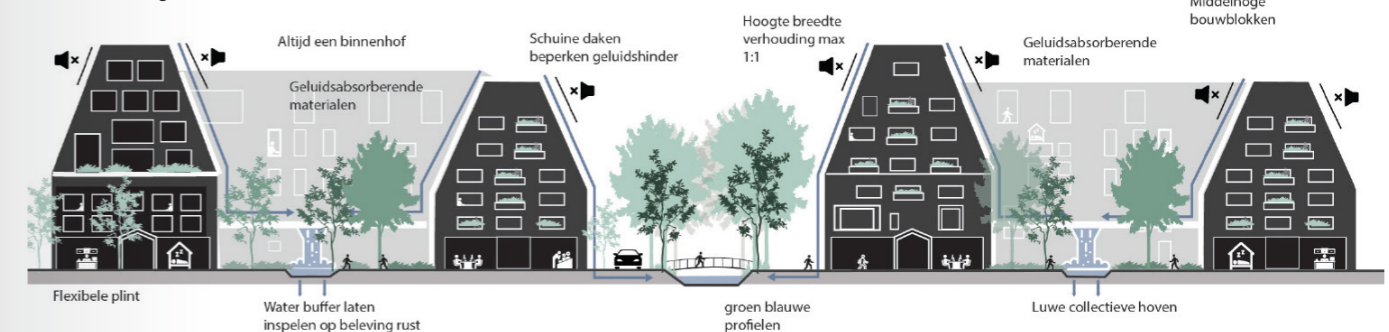 Middelhoge
bouwblokken
Hoogte breedte
verhouding max
1:1
Altijd een binnenhof
Schuine daken
beperken geluidshinder
Geluidsabsorberende
materialen
Geluidsabsorberende
materialen
Flexibele plint
Water buffer laten
inspelen op beleving rust
groen blauwe
profielen
Luwe collectieve hoven